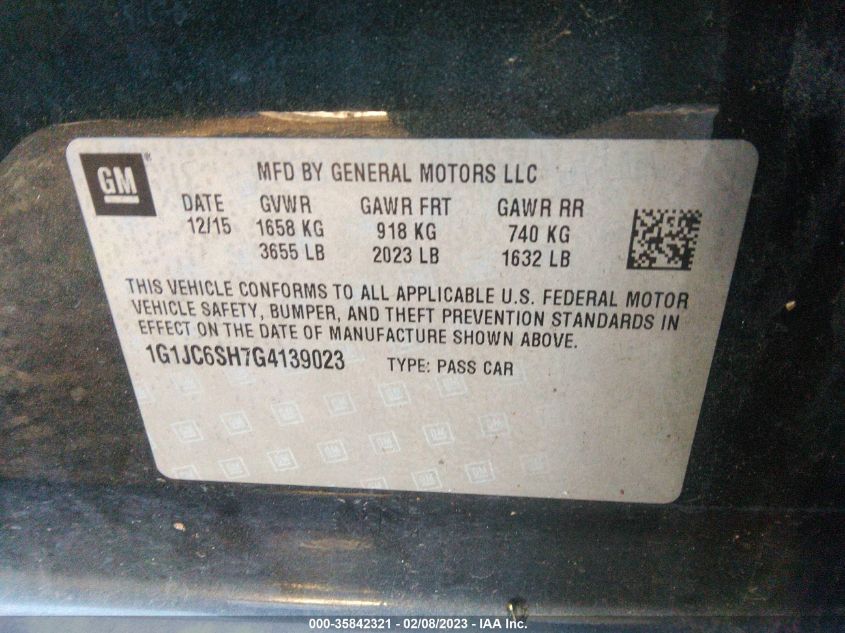 GM ®
MFD BY GENERAL MOTORS LLC
DATE GVWR GAWR FRT GAWR RR
12/15 1658 KG 918 KG 740 KG
3655 LB 2023 LB 1632 LB
THIS VEHICLE CONFORMS TO ALL APPLICABLE U.S. FEDERAL MOTOR
VEHICLE SAFETY, BUMPER, AND THEFT PREVENTION STANDARDS IN
EFFECT ON THE DATE OF MANUFACTURE SHOWN ABOVE.
1G1JC6SH7G4139023 TYPE: PASS CAR
000-35842321 - 02/08/2023 - IAA Inc.